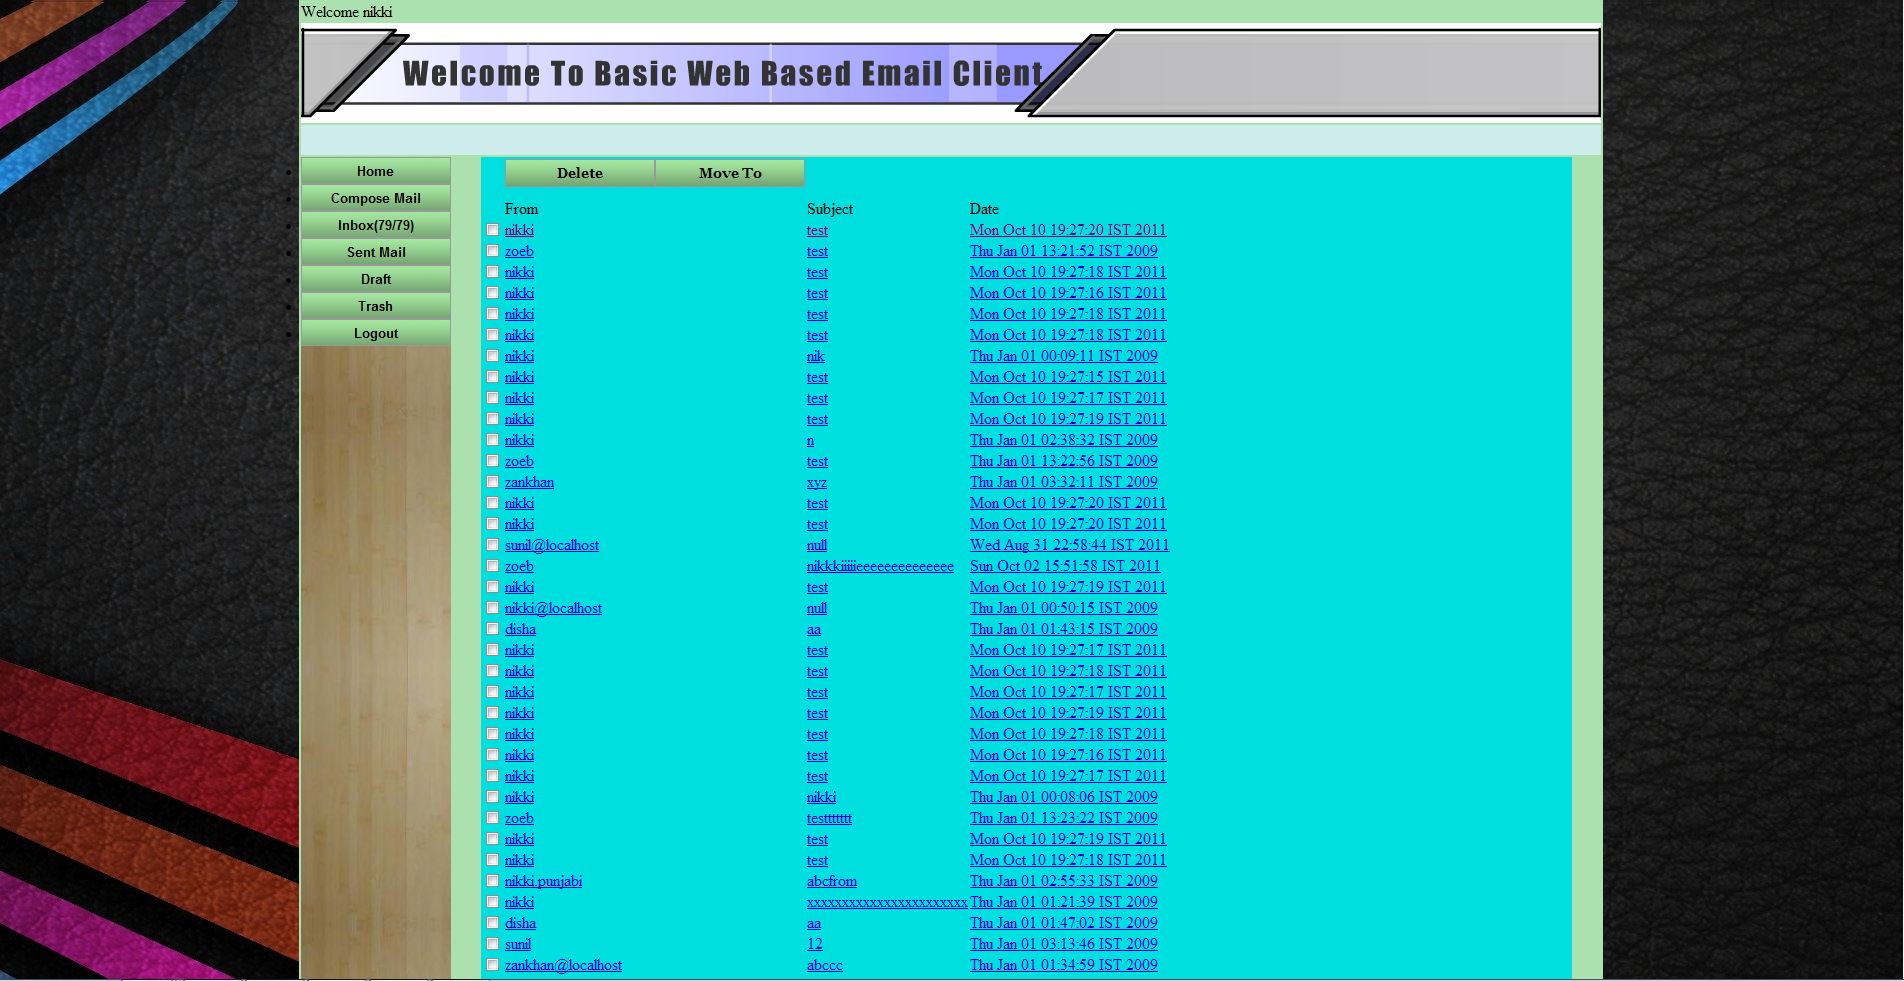 Welcome nikki
Welcome To Basic Web Based Email Client
Home
Compose Mail
Inbox(79/79)
Sent Mail
Draft
Trash
Logout
Delete Move To
From Subject Date
nikki test Mon Oct 10 19:27:20 IST 2011
zoeb test Thu Jan 01 13:21:52 IST 2009
nikki test Mon Oct 10 19:27:18 IST 2011
nikki test Mon Oct 10 19:27:16 IST 2011
nikki test Mon Oct 10 19:27:18 IST 2011
nikki test Mon Oct 10 19:27:18 IST 2011
nikki nik Thu Jan 01 00:09:11 IST 2009
nikki test Mon Oct 10 19:27:15 IST 2011
nikki test Mon Oct 10 19:27:17 IST 2011
nikki test Mon Oct 10 19:27:19 IST 2011
nikki n Thu Jan 01 02:38:32 IST 2009
zoeb test Thu Jan 01 13:22:56 IST 2009
zankhan xyz Thu Jan 01 03:32:11 IST 2009
nikki test Mon Oct 10 19:27:20 IST 2011
nikki test Mon Oct 10 19:27:20 IST 2011
sunil@localhost null Wed Aug 31 22:58:44 IST 2011
zoeb nikkkiiiiieeeeeeeeeeeeee Sun Oct 02 15:51:58 IST 2011
nikki test Mon Oct 10 19:27:19 IST 2011
nikki@localhost null Thu Jan 01 00:50:15 IST 2009
disha aa Thu Jan 01 01:43:15 IST 2009
nikki test Mon Oct 10 19:27:17 IST 2011
nikki test Mon Oct 10 19:27:18 IST 2011
nikki test Mon Oct 10 19:27:17 IST 2011
nikki test Mon Oct 10 19:27:19 IST 2011
nikki test Mon Oct 10 19:27:18 IST 2011
nikki test Mon Oct 10 19:27:16 IST 2011
nikki test Mon Oct 10 19:27:17 IST 2011
nikki nikki Thu Jan 01 00:08:06 IST 2009
zoeb testttttttt Thu Jan 01 13:23:22 IST 2009
nikki test Mon Oct 10 19:27:19 IST 2011
nikki test Mon Oct 10 19:27:18 IST 2011
nikki.punjabi abcfrom Thu Jan 01 02:55:33 IST 2009
nikki xxxxxxxxxxxxxxxxxxxxxxx Thu Jan 01 01:21:39 IST 2009
disha aa Thu Jan 01 01:47:02 IST 2009
sunil 12 Thu Jan 01 03:13:46 IST 2009
zankhan@localhost abccc Thu Jan 01 01:34:59 IST 2009